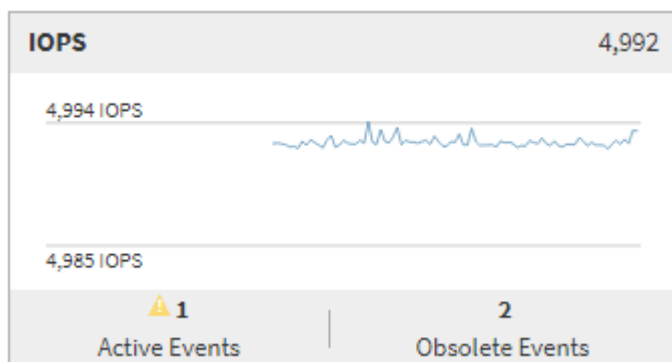 IOPS 4,992
4,994 IOPS
4,985 IOPS
1 2
Active Events Obsolete Events